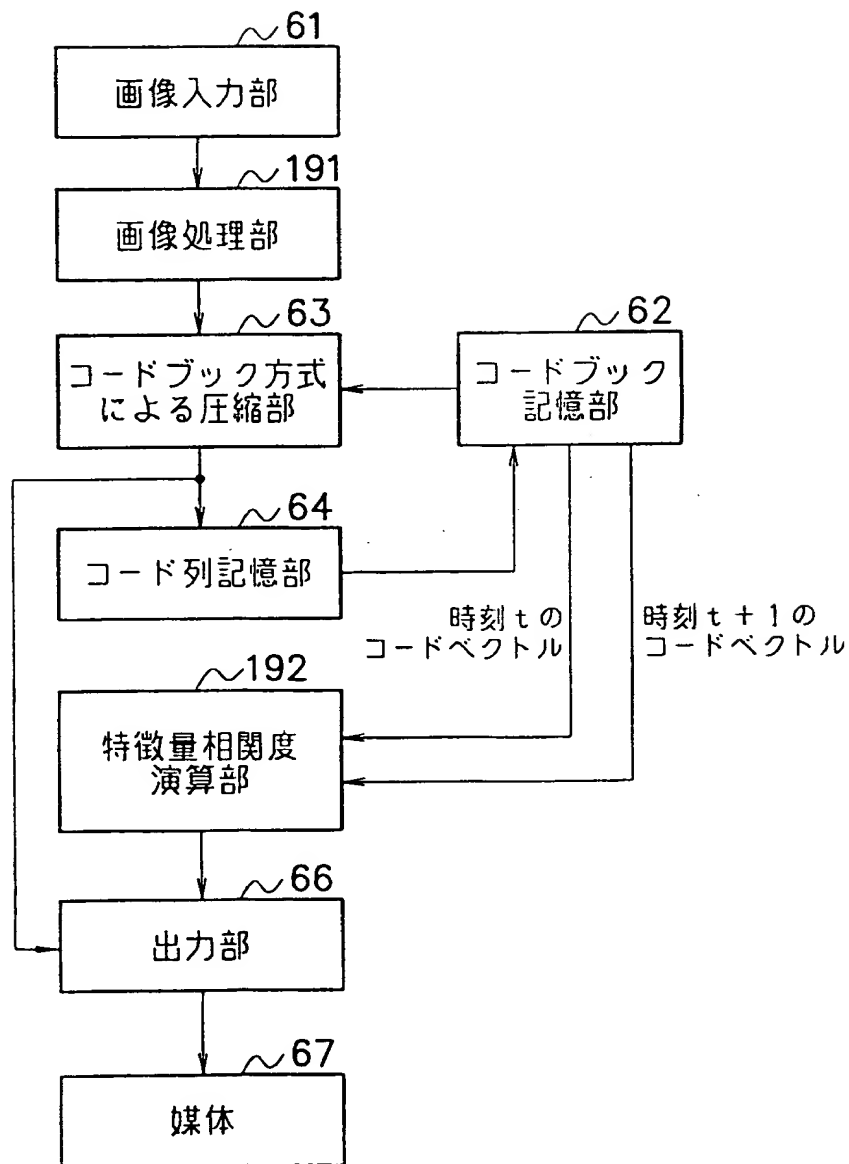 61
画像入力部
191
画像処理部
63
コードブック方式
による圧縮部
62
コードブック
記憶部
64
コード列記憶部
時刻tの
コードベクトル
時刻t+1の
コードベクトル
192
特徴量相関度
演算部
66
出力部
67
媒体